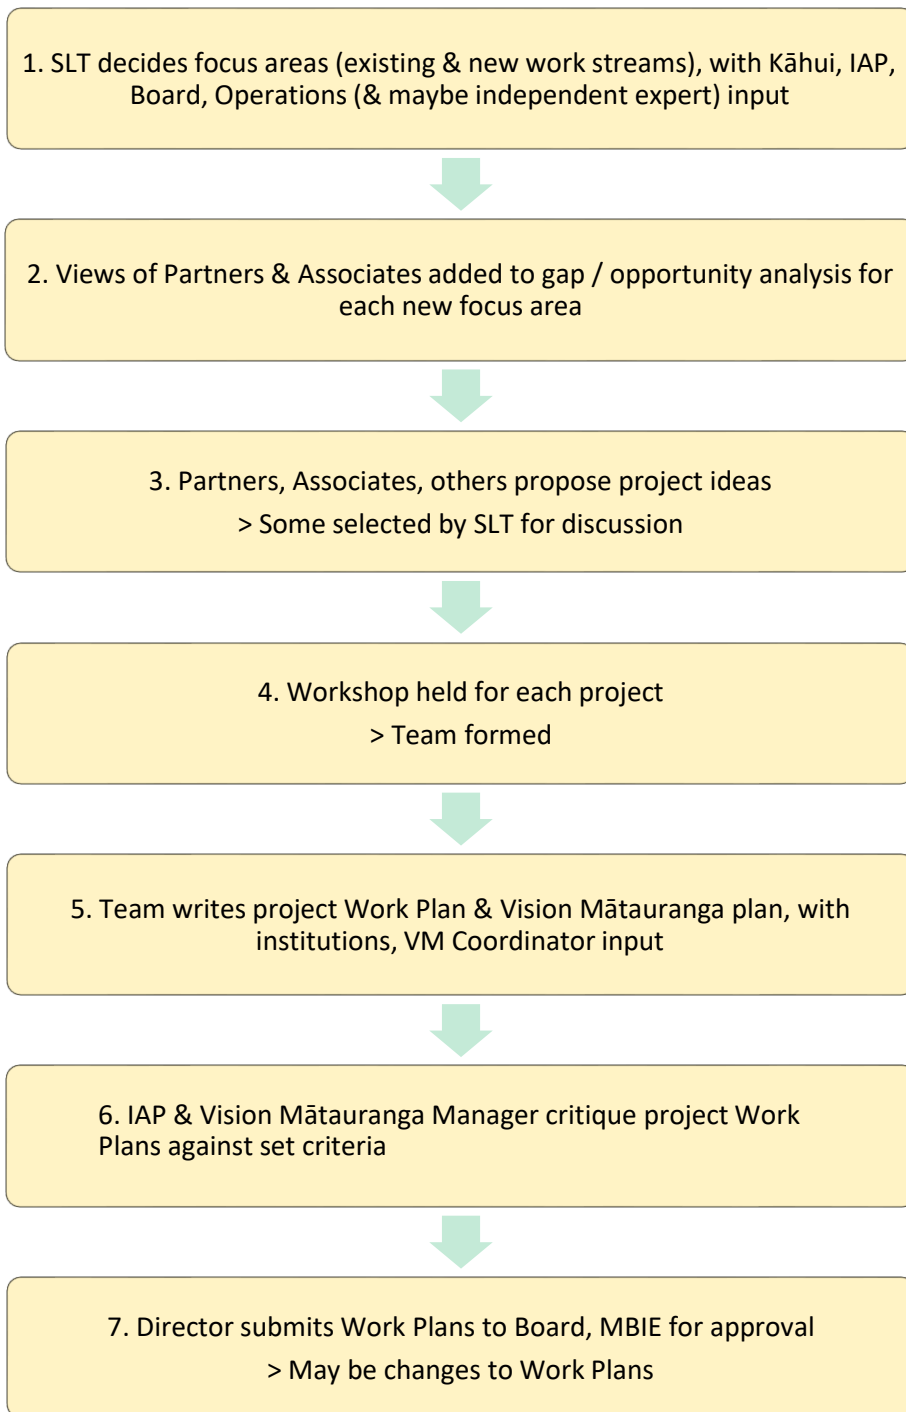 1. SLT decides focus areas (existing & new work streams), with Kāhui, IAP,
Board, Operations (& maybe independent expert) input
2. Views of Partners & Associates added to gap / opportunity analysis for
each new focus area
3. Partners, Associates, others propose project ideas
> Some selected by SLT for discussion
4. Workshop held for each project
> Team formed
5. Team writes project Work Plan & Vision Mātauranga plan, with
institutions, VM Coordinator input
6. IAP & Vision Mātauranga Manager critique project Work
Plans against set criteria
7. Director submits Work Plans to Board, MBIE for approval
> May be changes to Work Plans